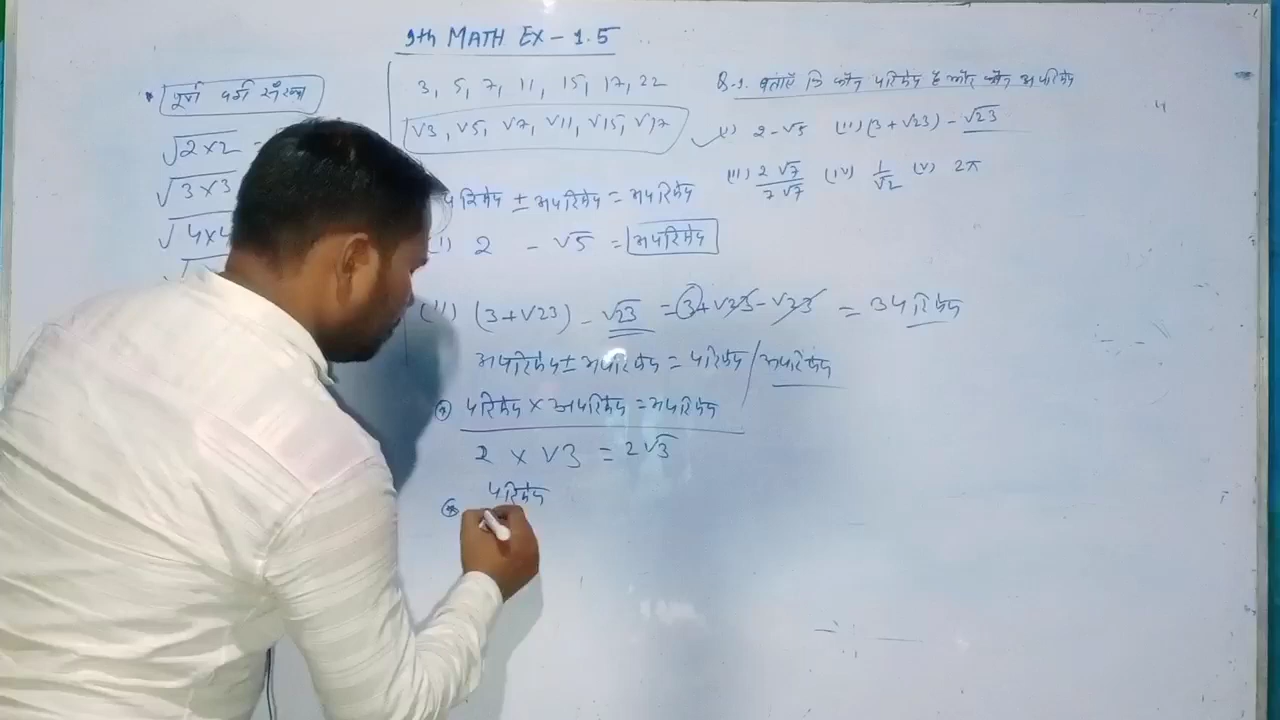 9th MATH EX - 1.5
पूर्ण वर्ग संख्या
√2×2 =
√3×3
√4×4
3, 5, 7, 11, 15, 17, 22
√3, √5, √7, √11, √15, √17
परिमेय ± अपरिमेय = अपरिमेय
2 - √5 = अपरिमेय
(ii) (3+√23) - √23 = 3+√23-√23 = 3 परिमेय
अपरिमेय ± अपरिमेय = परिमेय / अपरिमेय
परिमेय × अपरिमेय = अपरिमेय
2 × √3 = 2√3
परिमेय
Q-1. बताएँ कि कौन परिमेय है और कौन अपरिमेय
(i) 2-√5 (ii) (3+√23) - √23
(iii) 2√7/7√7 (iv) 1/√2 (v) 2π